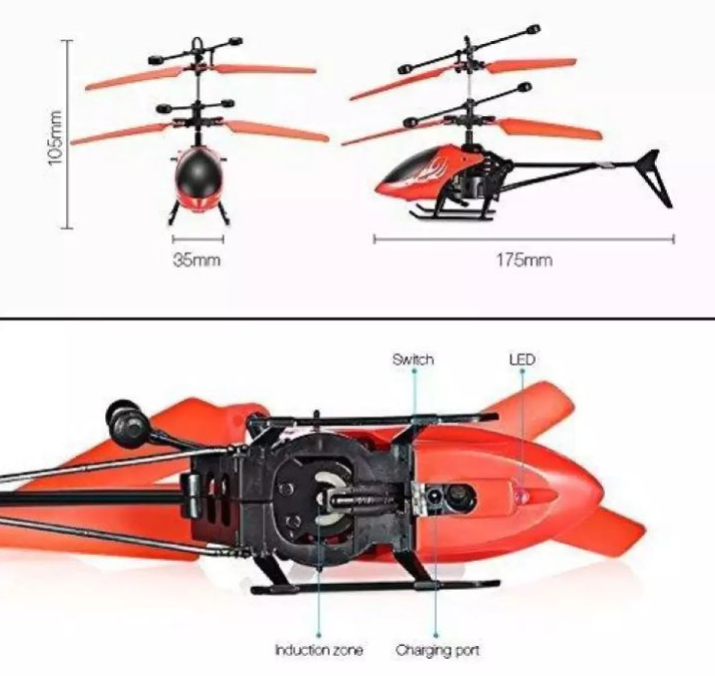 105mm
35mm
175mm
Switch
LED
Induction zone
Charging port